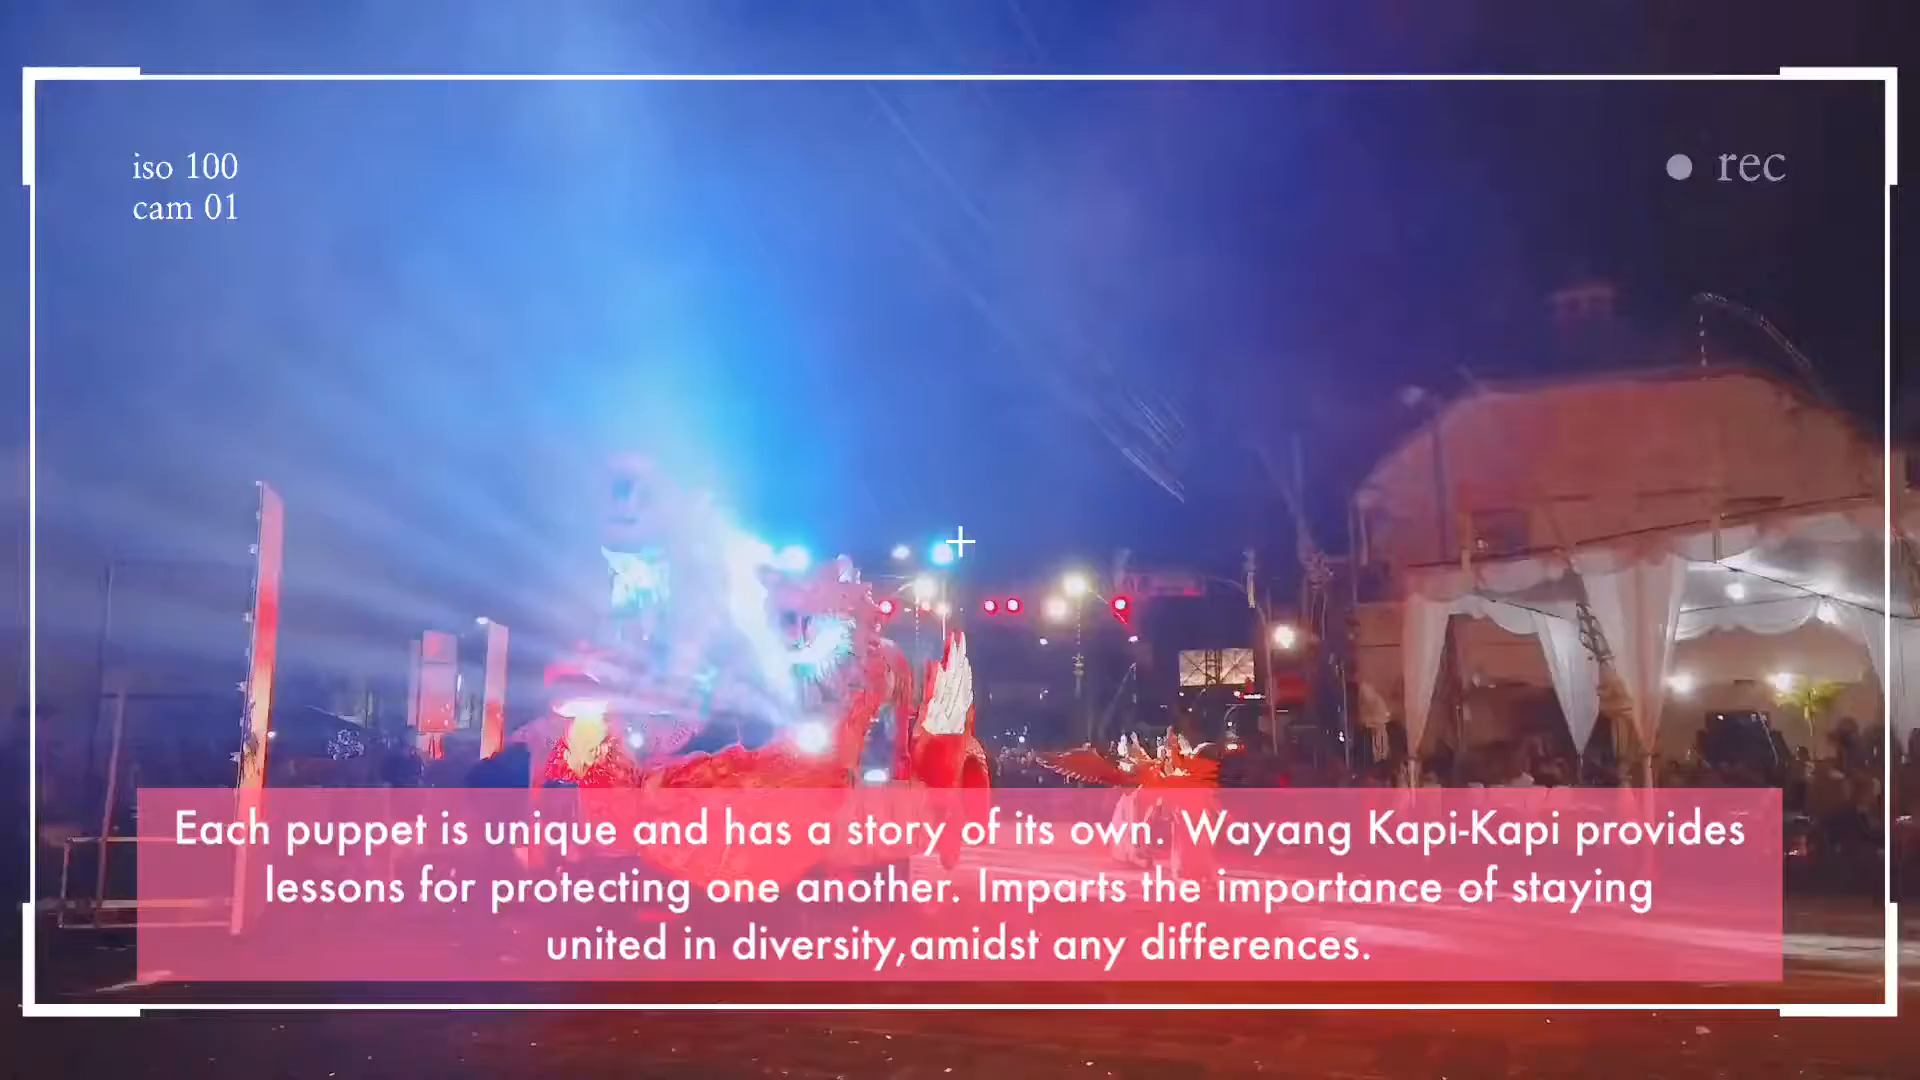 iso 100
cam 01
rec
Each puppet is unique and has a story of its own. Wayang Kapi-Kapi provides
lessons for protecting one another. Imparts the importance of staying
united in diversity,amidst any differences.